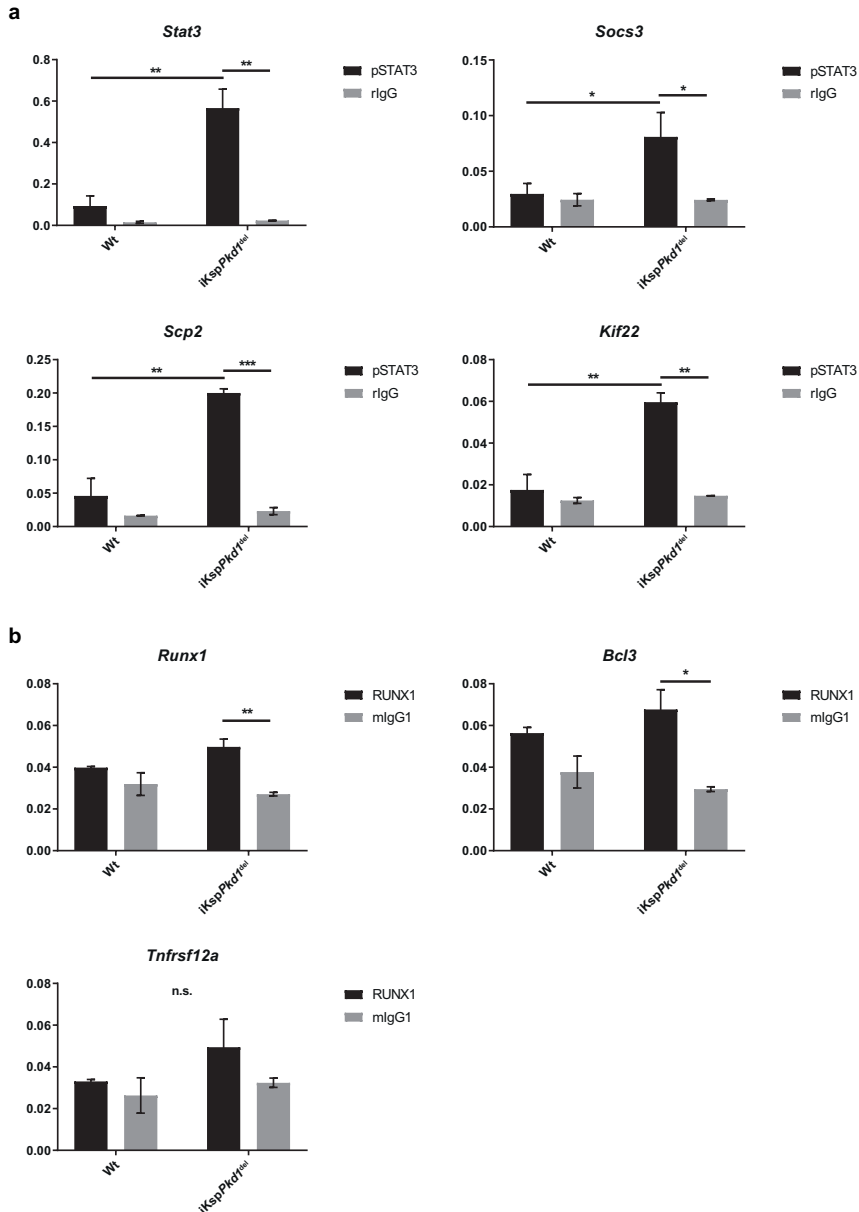 a
Stat3
0.8
0.6
0.4
0.2
0.0
**
**
pSTAT3
rIgG
Wt
iKspPkd1del
Socs3
0.15
0.10
0.05
0.00
*
*
pSTAT3
rIgG
Wt
iKspPkd1del
Scp2
0.25
0.20
0.15
0.10
0.05
0.00
**
***
pSTAT3
rIgG
Wt
iKspPkd1del
Kif22
0.08
0.06
0.04
0.02
0.00
**
**
pSTAT3
rIgG
Wt
iKspPkd1del
b
Runx1
0.08
0.06
0.04
0.02
0.00
**
RUNX1
mIgG1
Wt
iKspPkd1del
Bcl3
0.08
0.06
0.04
0.02
0.00
*
RUNX1
mIgG1
Wt
iKspPkd1del
Tnfrsf12a
n.s.
0.08
0.06
0.04
0.02
0.00
RUNX1
mIgG1
Wt
iKspPkd1del